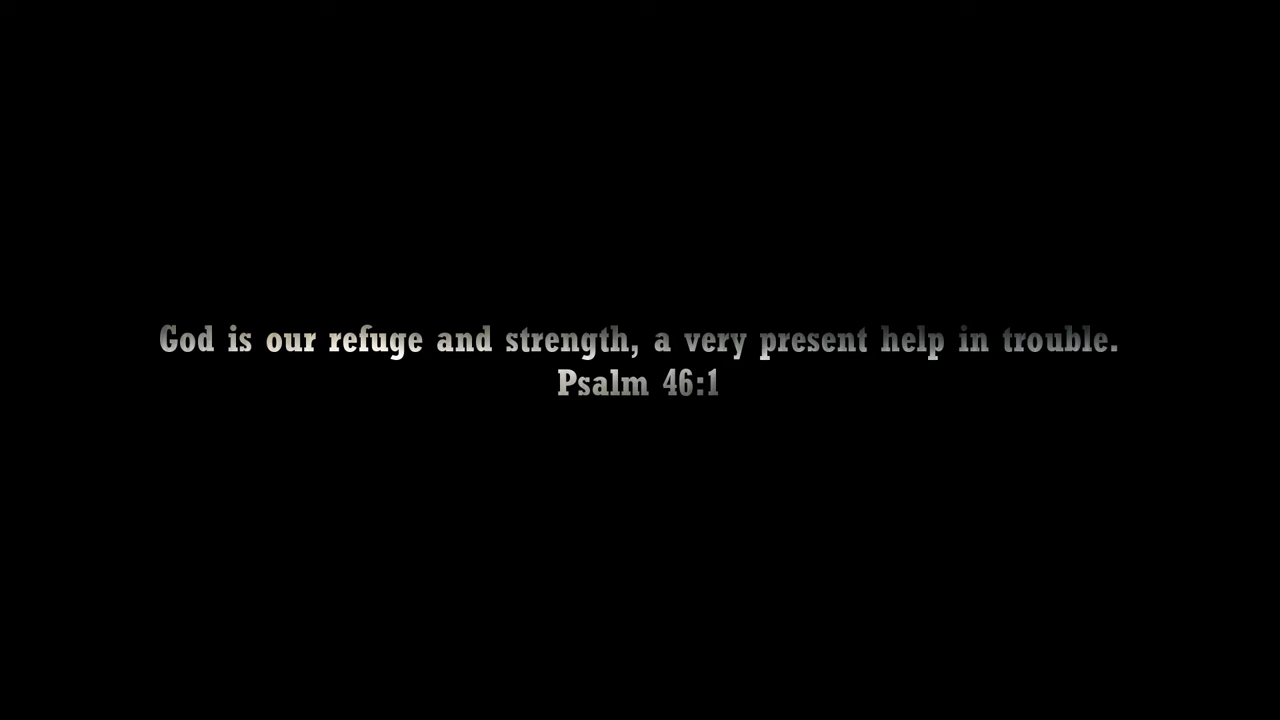 God is our refuge and strength, a very present help in trouble.
Psalm 46:1